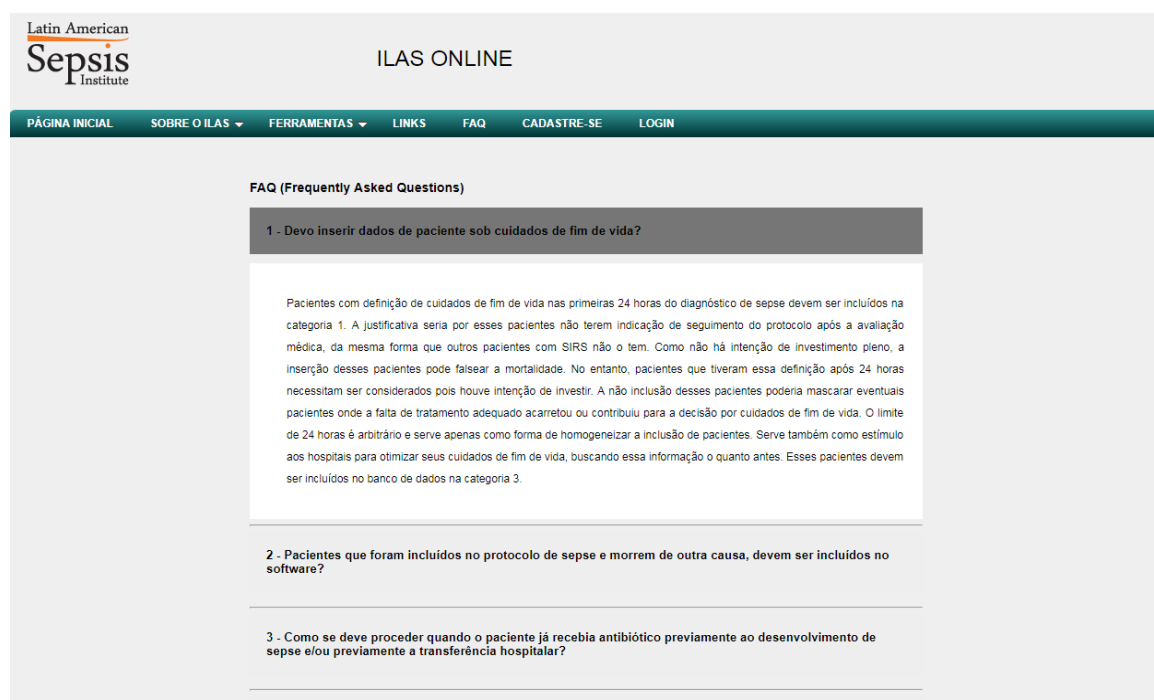 Latin American
Sepsis
Institute
ILAS ONLINE
PÁGINA INICIAL SOBRE O ILAS FERRAMENTAS LINKS FAQ CADASTRE-SE LOGIN
FAQ (Frequently Asked Questions)
1 - Devo inserir dados de paciente sob cuidados de fim de vida?
Pacientes com definição de cuidados de fim de vida nas primeiras 24 horas do diagnóstico de sepse devem ser incluídos na
categoria 1. A justificativa seria por esses pacientes não terem indicação de seguimento do protocolo após a avaliação
médica, da mesma forma que outros pacientes com SIRS não o tem. Como não há intenção de investimento pleno, a
inserção desses pacientes pode falsear a mortalidade. No entanto, pacientes que tiveram essa definição após 24 horas
necessitam ser considerados pois houve intenção de investir. A não inclusão desses pacientes poderia mascarar eventuais
pacientes onde a falta de tratamento adequado acarretou ou contribuiu para a decisão por cuidados de fim de vida. O limite
de 24 horas é arbitrário e serve apenas como forma de homogeneizar a inclusão de pacientes. Serve também como estímulo
aos hospitais para otimizar seus cuidados de fim de vida, buscando essa informação o quanto antes. Esses pacientes devem
ser incluídos no banco de dados na categoria 3.
2 - Pacientes que foram incluídos no protocolo de sepse e morrem de outra causa, devem ser incluídos no
software?
3 - Como se deve proceder quando o paciente já recebia antibiótico previamente ao desenvolvimento de
sepse e/ou previamente a transferência hospitalar?